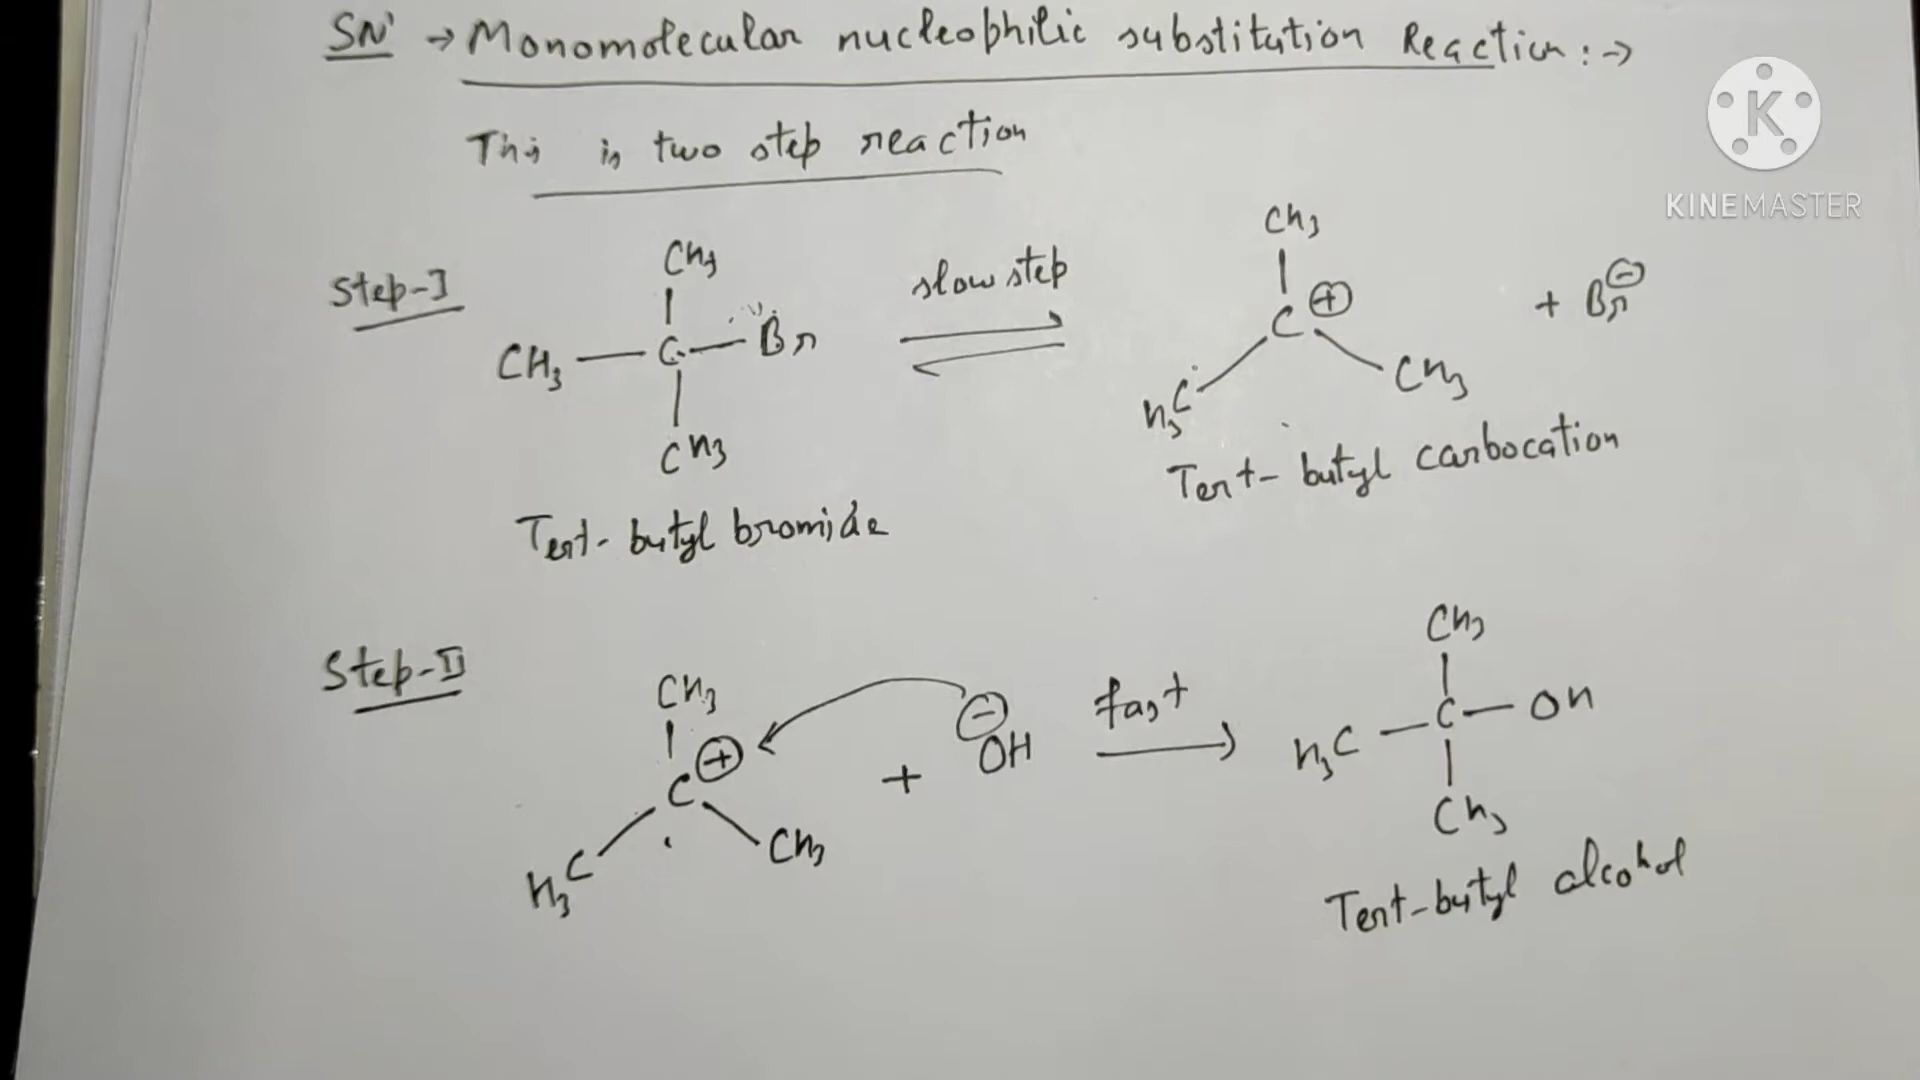 SN¹ → Monomolecular nucleophilic substitution Reaction :→
K
KINEMASTER
This is two step reaction
Step-I
CH3
CH3 — C — Br
CH3
Tert- butyl bromide
slow step
CH3
C ⊕
H3C
CH3
+ Br⊖
Tert- butyl carbocation
Step-II
CH3
C ⊕
H3C
CH3
+ ⊖OH
fast
CH3
H3C — C — OH
CH3
Tert-butyl alcohol